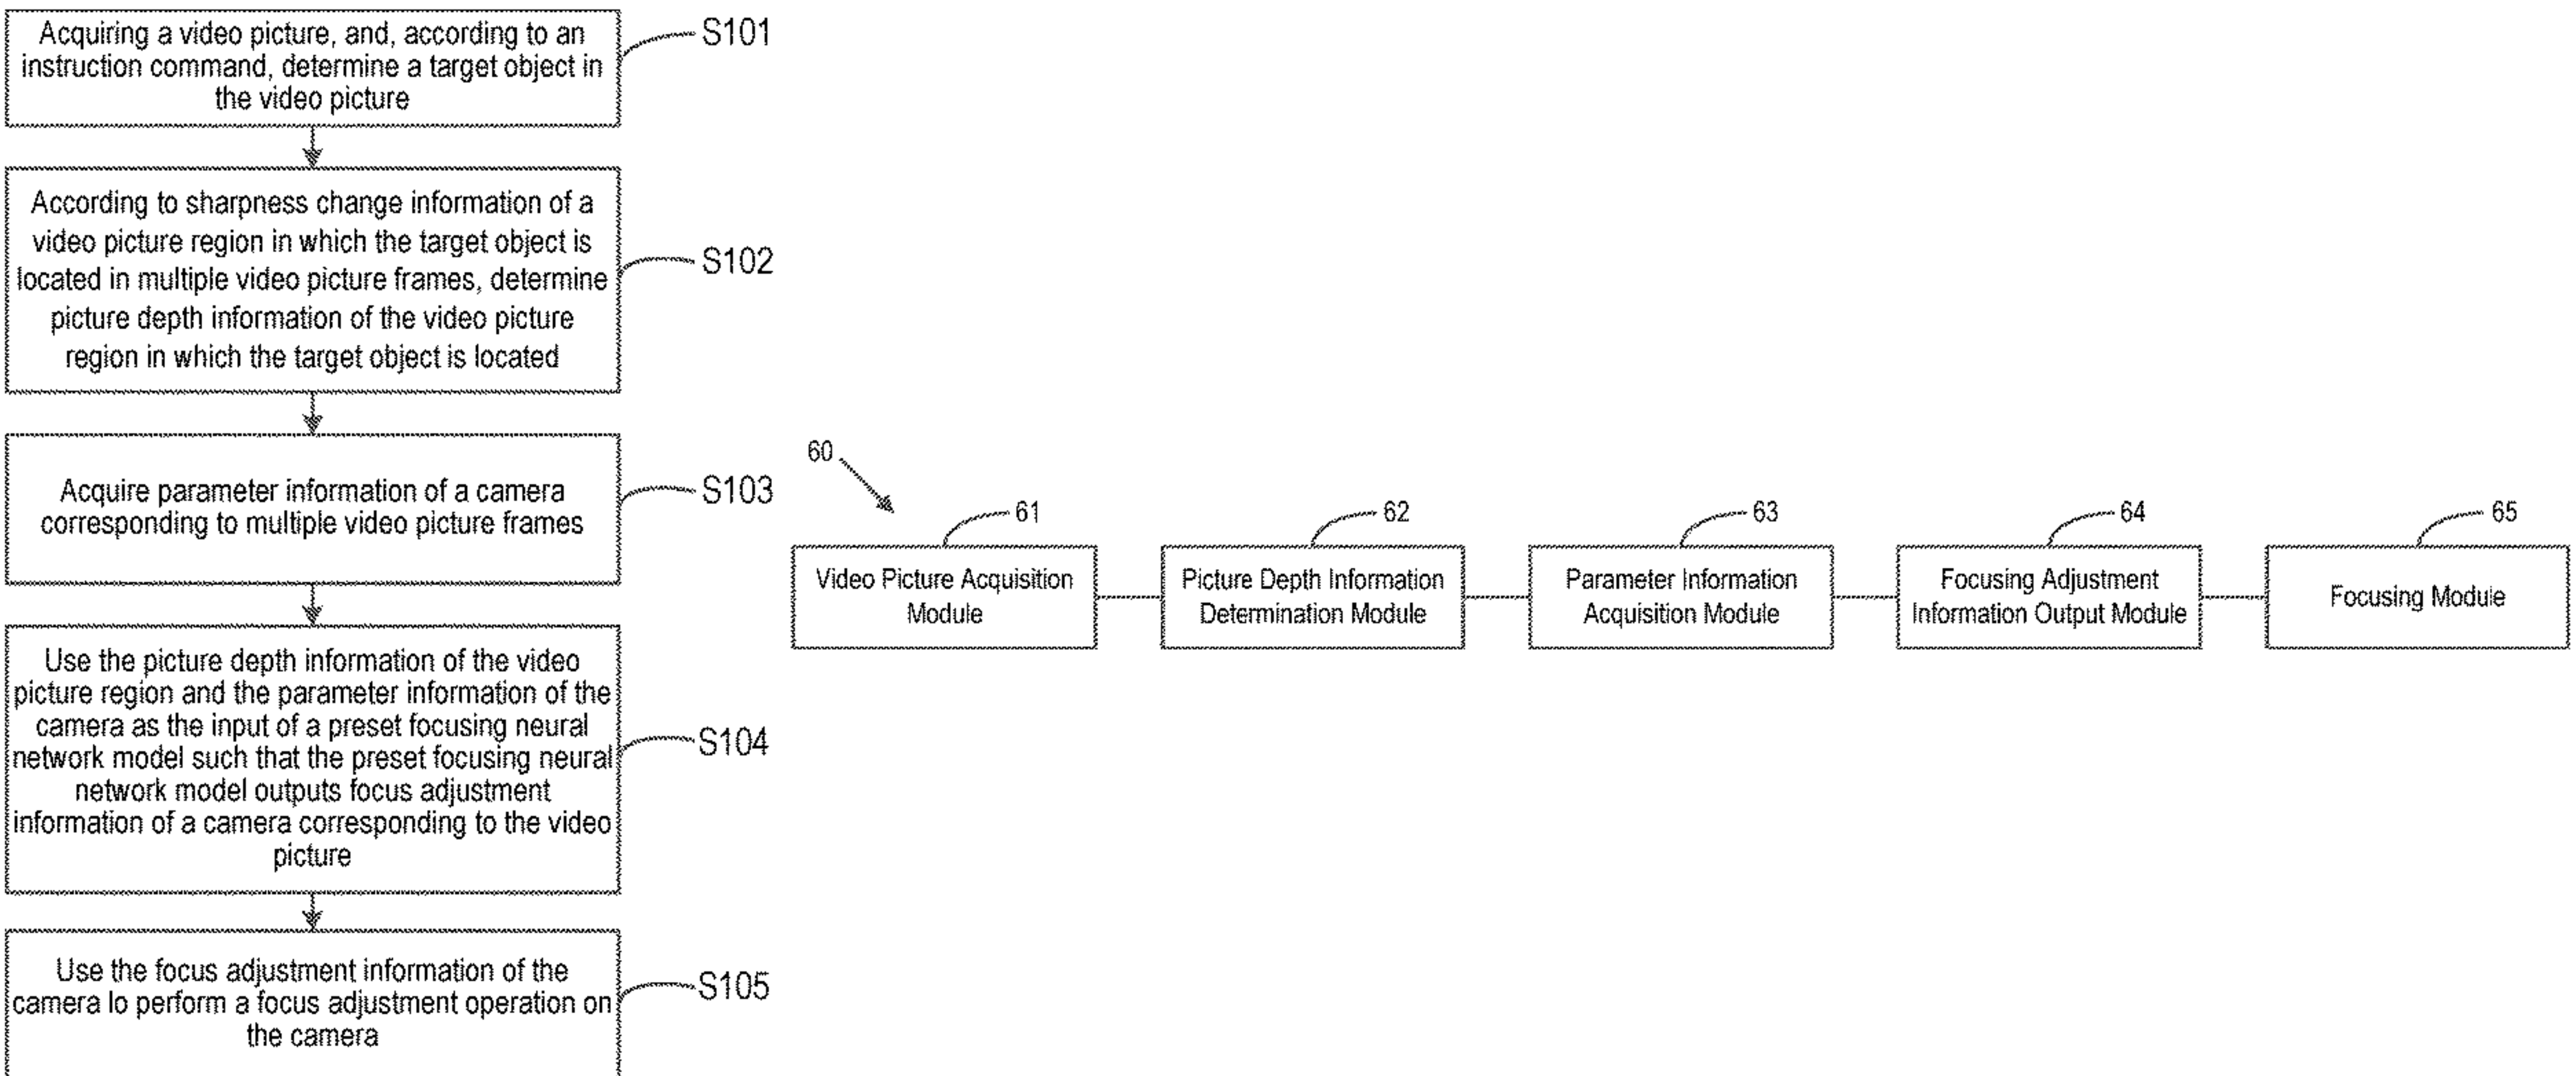 Acquiring a video picture, and, according to an
instruction command, determine a target object in
the video picture
S101
According to sharpness change information of a
video picture region in which the target object is
located in multiple video picture frames, determine
picture depth information of the video picture
region in which the target object is located
S102
Acquire parameter information of a camera
corresponding to multiple video picture frames
S103
Use the picture depth information of the video
picture region and the parameter information of the
camera as the input of a preset focusing neural
network model such that the preset focusing neural
network model outputs focus adjustment
information of a camera corresponding to the video
picture
S104
Use the focus adjustment information of the
camera lo perform a focus adjustment operation on
the camera
S105
60
61
Video Picture Acquisition
Module
62
Picture Depth Information
Determination Module
63
Parameter Information
Acquisition Module
64
Focusing Adjustment
Information Output Module
65
Focusing Module